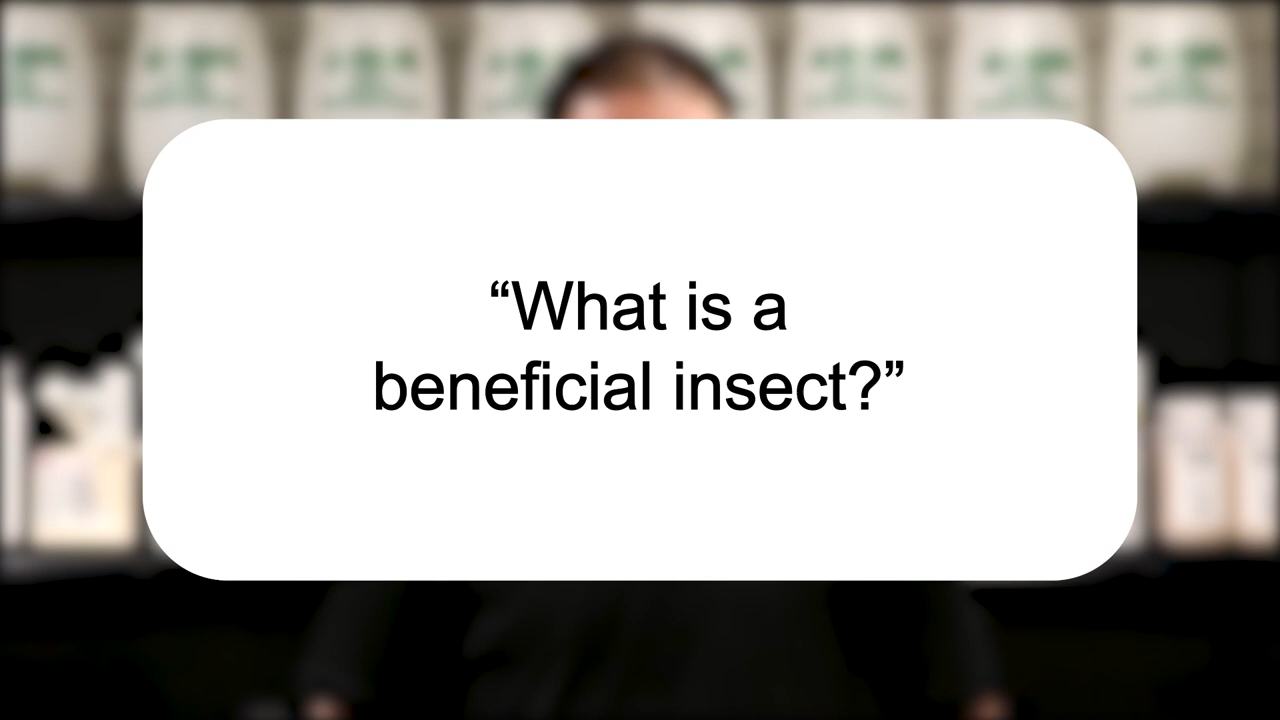 “What is a
beneficial insect?”